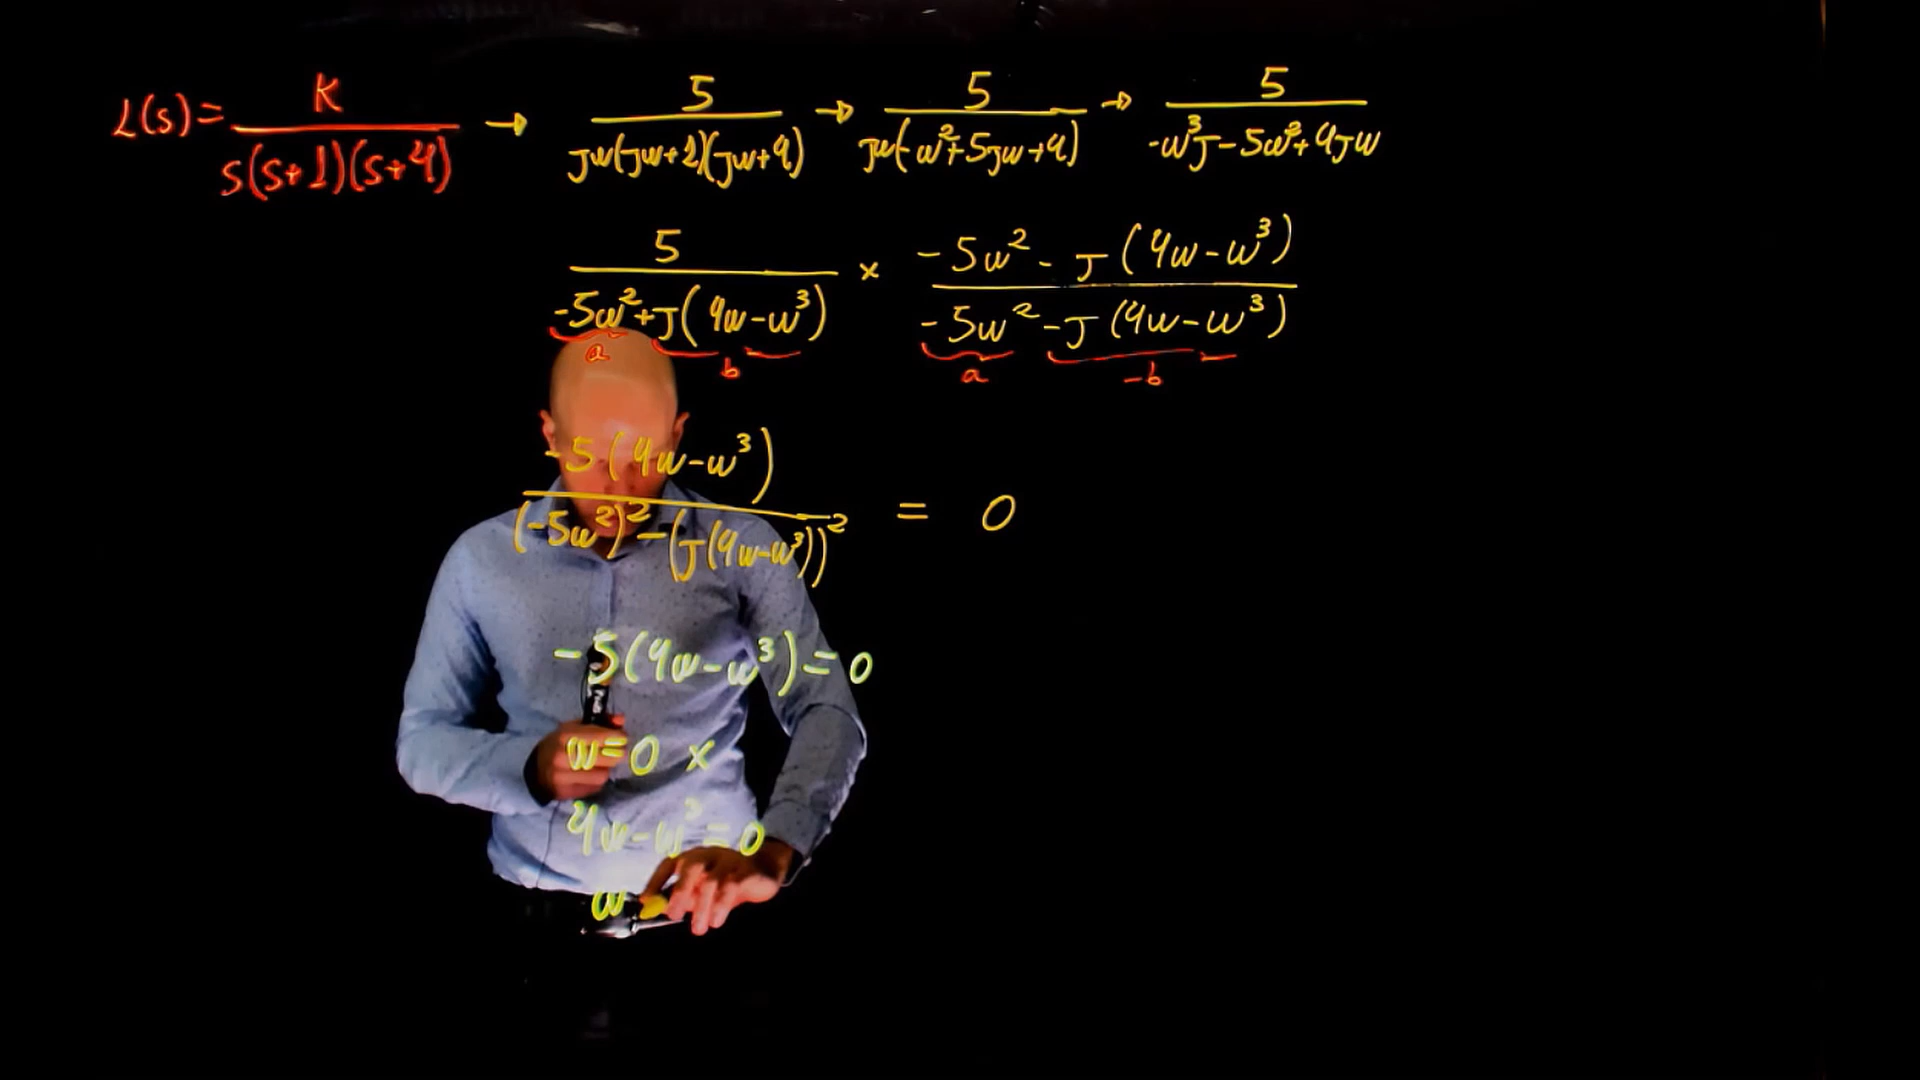 L(s) = K / s(s+1)(s+4) → 5 / jw(jw+1)(jw+4) → 5 / jw(-w²+5jw+4) → 5 / -w³j-5w²+4jw
5 / -5w²+j(4w-w³) × -5w²-j(4w-w³) / -5w²-j(4w-w³)
a b a -b
-5(4w-w³) / (-5w²)²-(j(4w-w³))² = 0
-5(4w-w³)=0
w=0 x
4w-w³=0
w